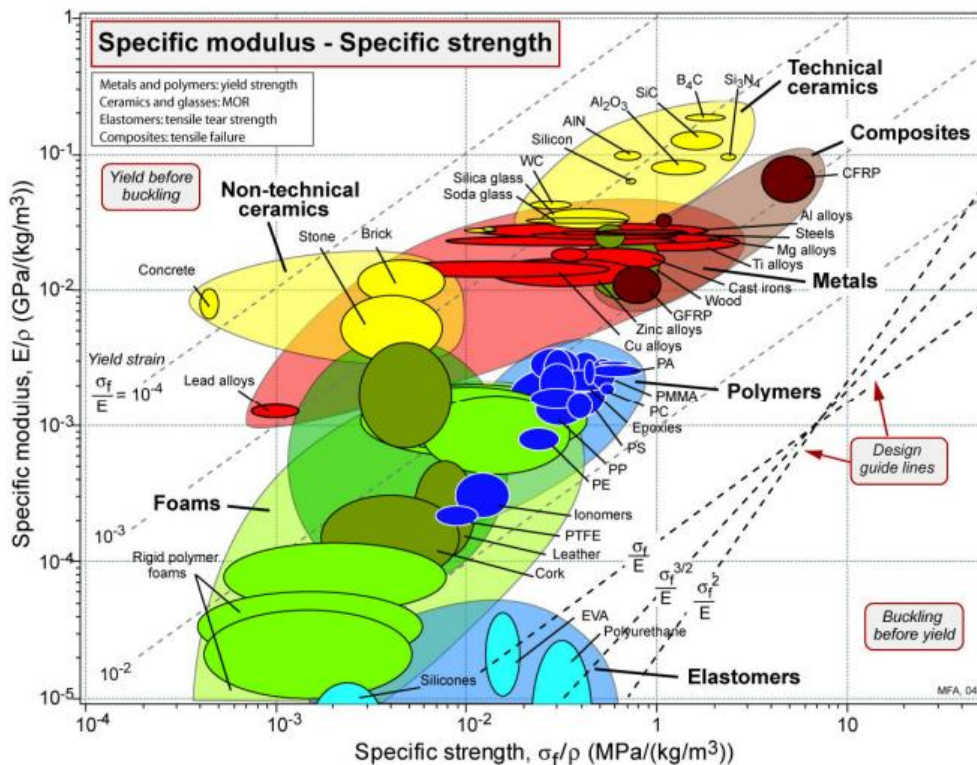 Specific modulus - Specific strength
Metals and polymers: yield strength
Ceramics and glasses: MOR
Elastomers: tensile tear strength
Composites: tensile failure
Yield before
buckling
Technical
ceramics
Composites
Non-technical
ceramics
B4C
Si3N4
SiC
Al2O3
AlN
Silicon
WC
Silica glass
Soda glass
CFRP
Brick
Stone
Concrete
Al alloys
Steels
Mg alloys
Ti alloys
Metals
Cast irons
Wood
GFRP
Zinc alloys
Cu alloys
Yield strain
σf
E
= 10-4
Lead alloys
PA
Polymers
PMMA
PC
Epoxies
PS
PP
PE
Design
guide lines
Foams
Ionomers
PTFE
Leather
Cork
10-3
Rigid polymer
foams
σf
E
σf3/2
E
σf2
E
EVA
Polyurethane
Buckling
before yield
Elastomers
Silicones
10-2
MFA, 04
1
10-1
10-2
10-3
10-4
10-5
Specific modulus, E/ρ (GPa/(kg/m3))
10-4
10-3
10-2
10-1
1
10
Specific strength, σf/ρ (MPa/(kg/m3))